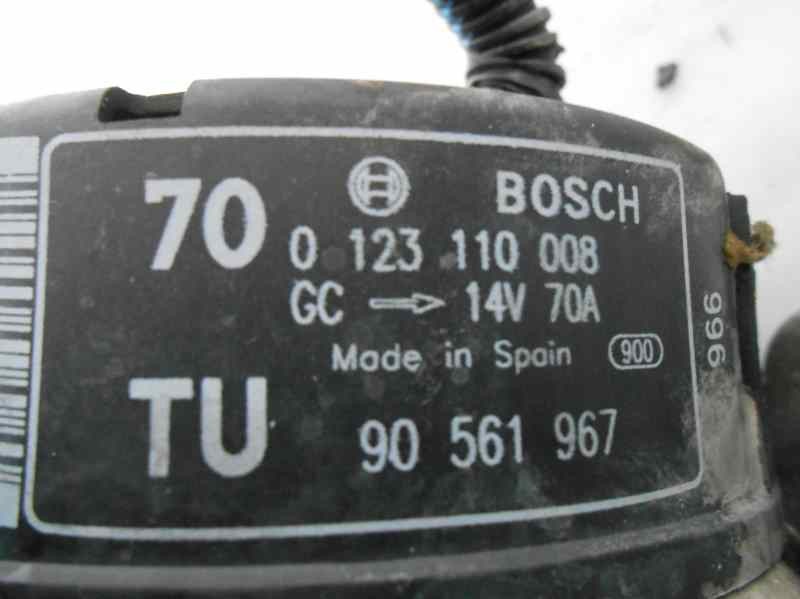 70 BOSCH
0 123 110 008
GC → 14V 70A
Made in Spain 900
TU 90 561 967
996